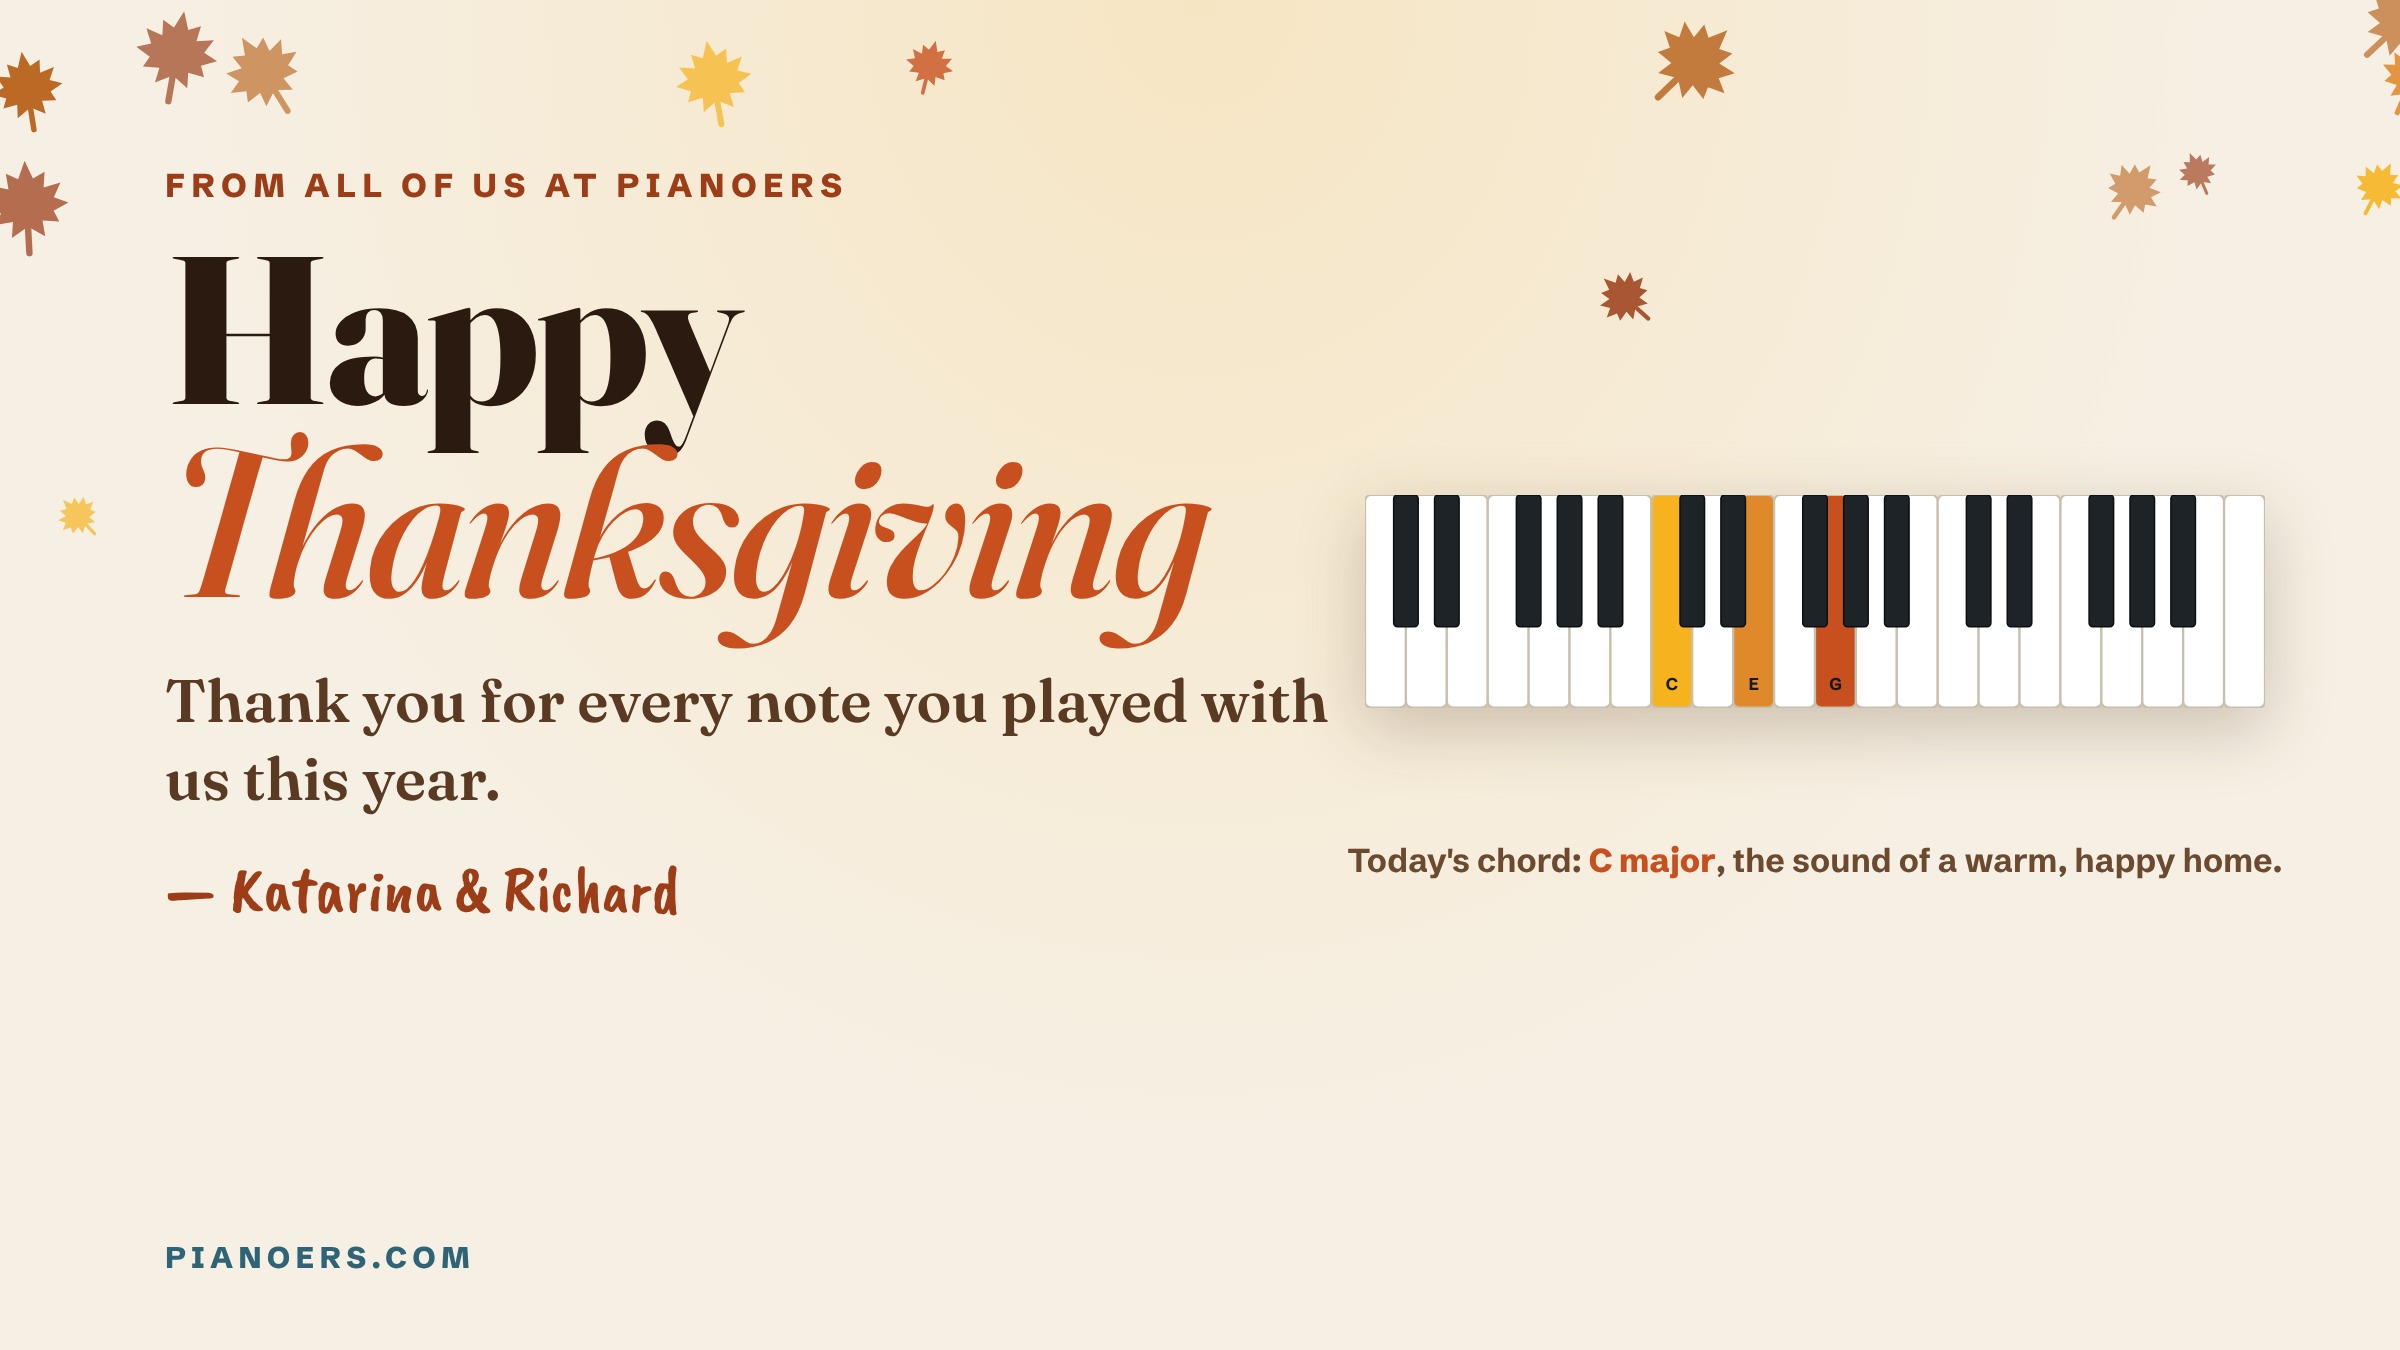 FROM ALL OF US AT PIANOERS
Happy
Thanksgiving
Thank you for every note you played with
us this year.
— Katarina & Richard
C E G
Today's chord: C major, the sound of a warm, happy home.
PIANOERS.COM